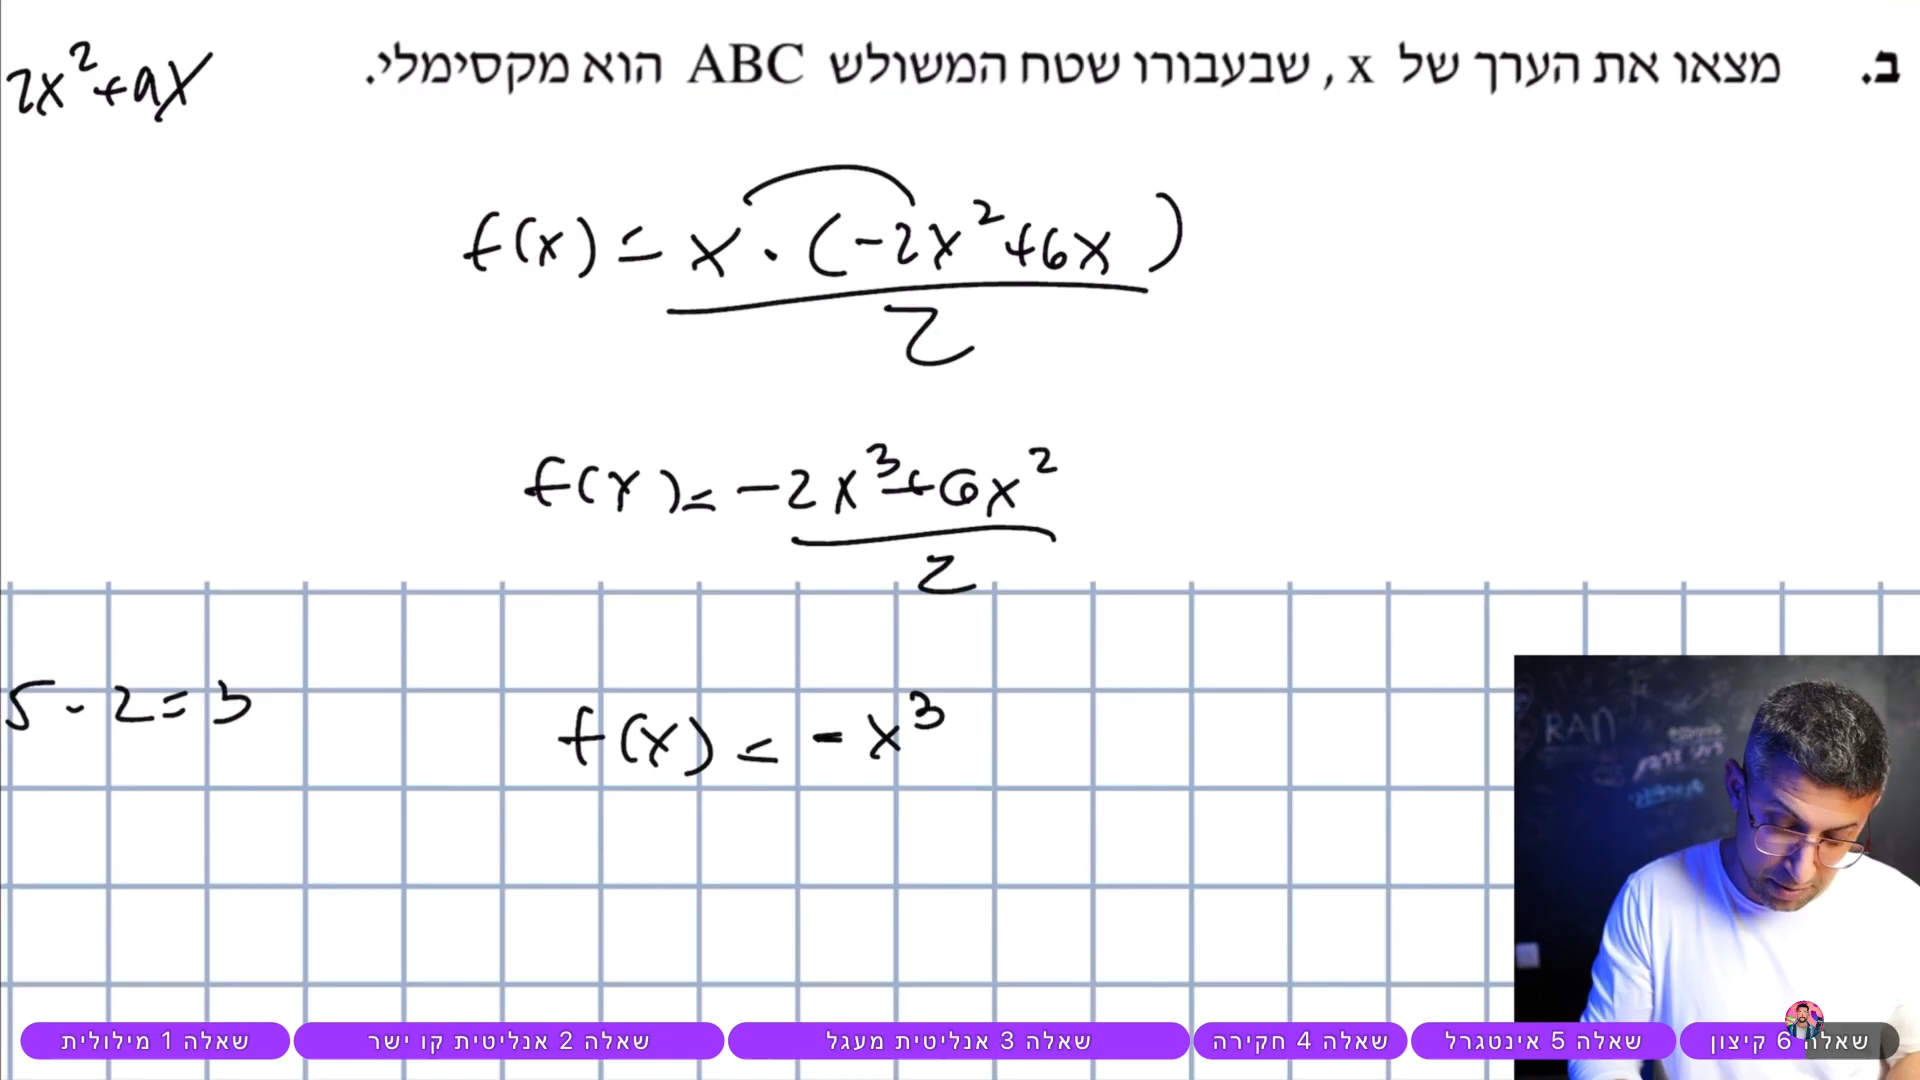 ב. מצאו את הערך של x, שבעבורו שטח המשולש ABC הוא מקסימלי.
2x²+9x
f(x) = x · (-2x²+6x)
2
f(x) = -2x³+6x²
2
5-2=3
f(x) = -x³
RAN
שאלה 1 מילולית
שאלה 2 אנליטית קו ישר
שאלה 3 אנליטית מעגל
שאלה 4 חקירה
שאלה 5 אינטגרל
שאלה 6 קיצון